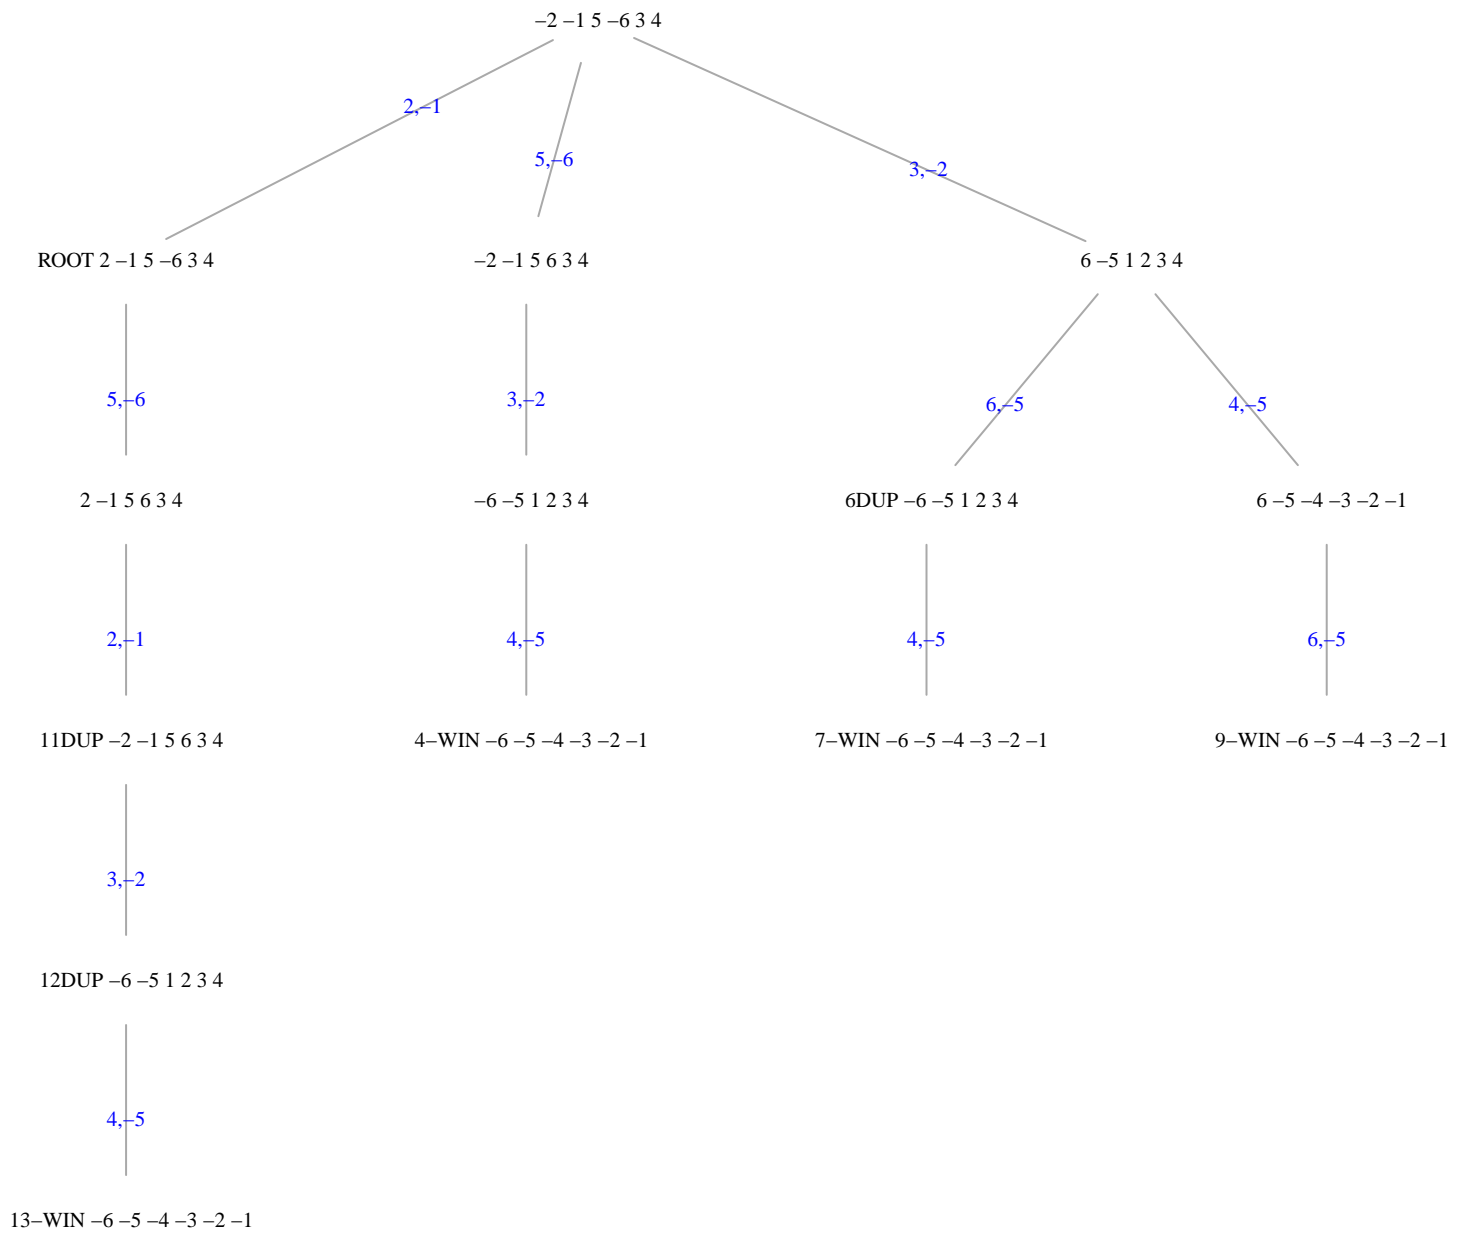 –2 –1 5 –6 3 4
2,–1
5,–6
3,–2
ROOT 2 –1 5 –6 3 4
–2 –1 5 6 3 4
6 –5 1 2 3 4
5,–6
3,–2
6,–5
4,–5
2 –1 5 6 3 4
–6 –5 1 2 3 4
6DUP –6 –5 1 2 3 4
6 –5 –4 –3 –2 –1
2,–1
4,–5
4,–5
6,–5
11DUP –2 –1 5 6 3 4
4–WIN –6 –5 –4 –3 –2 –1
7–WIN –6 –5 –4 –3 –2 –1
9–WIN –6 –5 –4 –3 –2 –1
3,–2
12DUP –6 –5 1 2 3 4
4,–5
13–WIN –6 –5 –4 –3 –2 –1